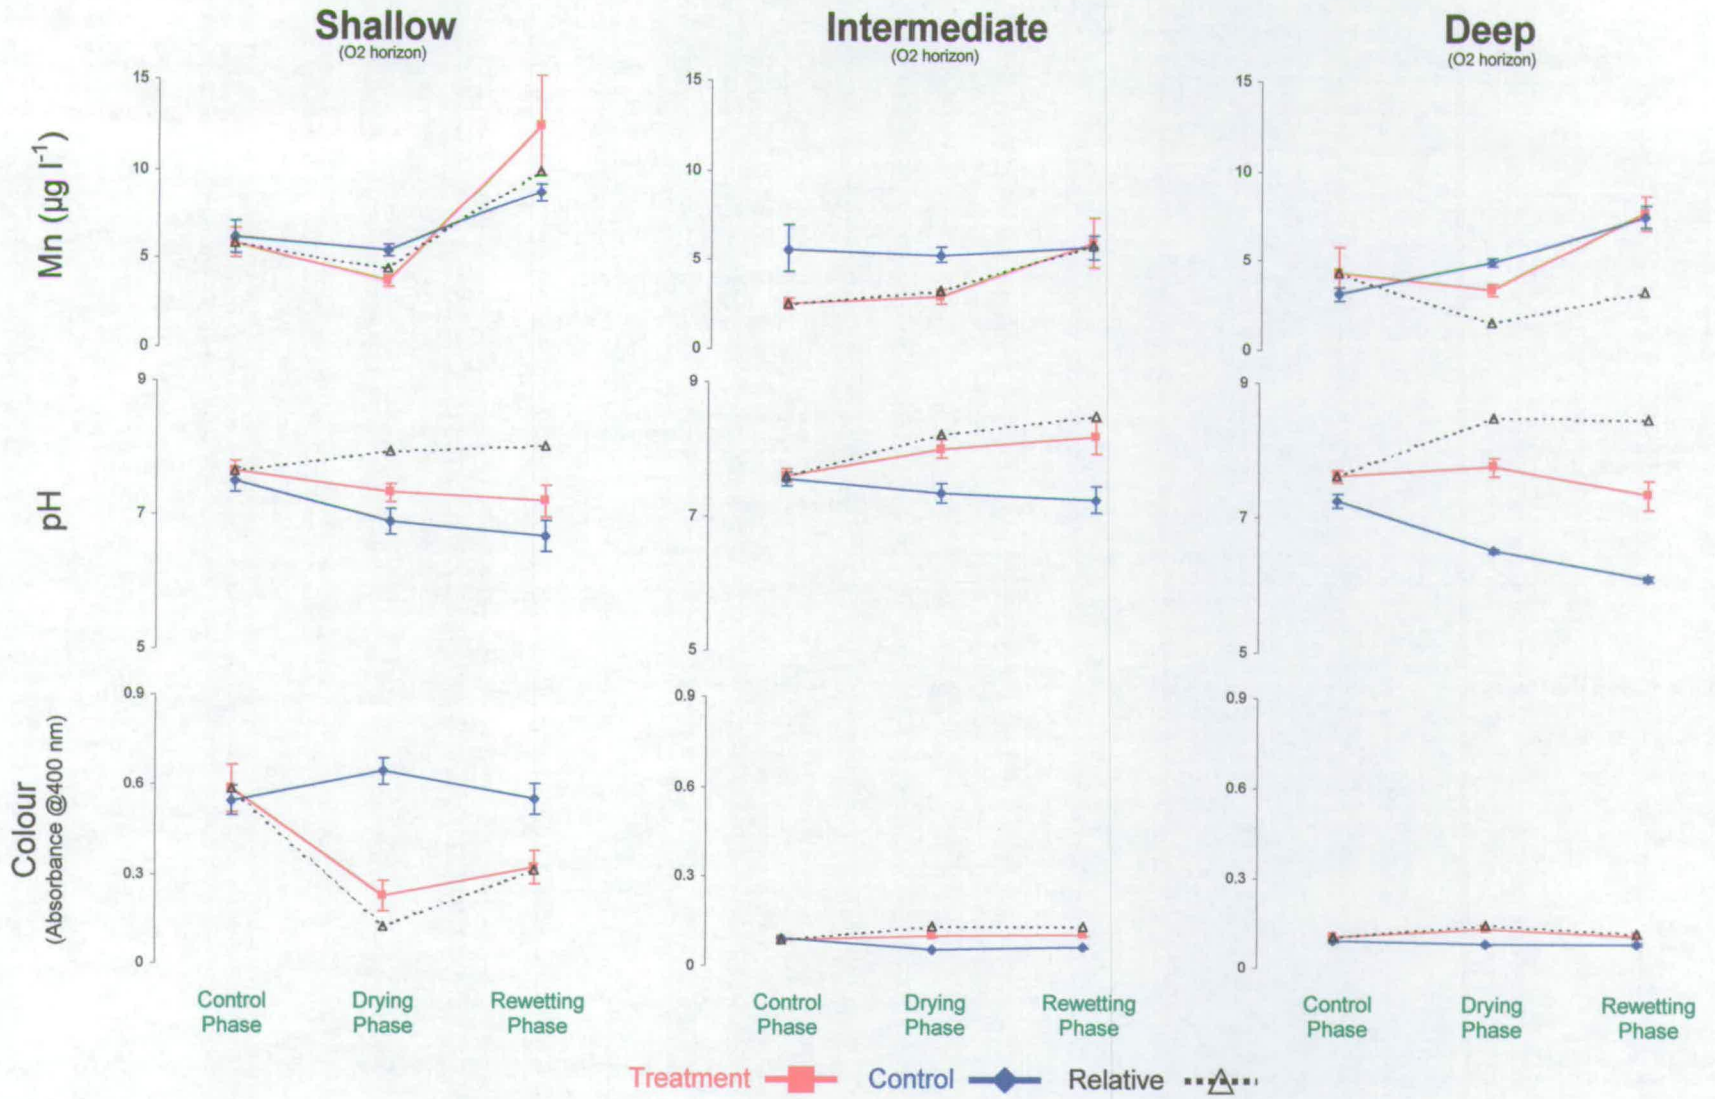 Shallow
(O2 horizon)
Intermediate
(O2 horizon)
Deep
(O2 horizon)
Mn (µg l⁻¹)
15
10
5
0
15
10
5
0
15
10
5
0
pH
9
7
5
9
7
5
9
7
5
Colour
(Absorbance @400 nm)
0.9
0.6
0.3
0
0.9
0.6
0.3
0
0.9
0.6
0.3
0
Control
Phase
Drying
Phase
Rewetting
Phase
Control
Phase
Drying
Phase
Rewetting
Phase
Control
Phase
Drying
Phase
Rewetting
Phase
Treatment
Control
Relative